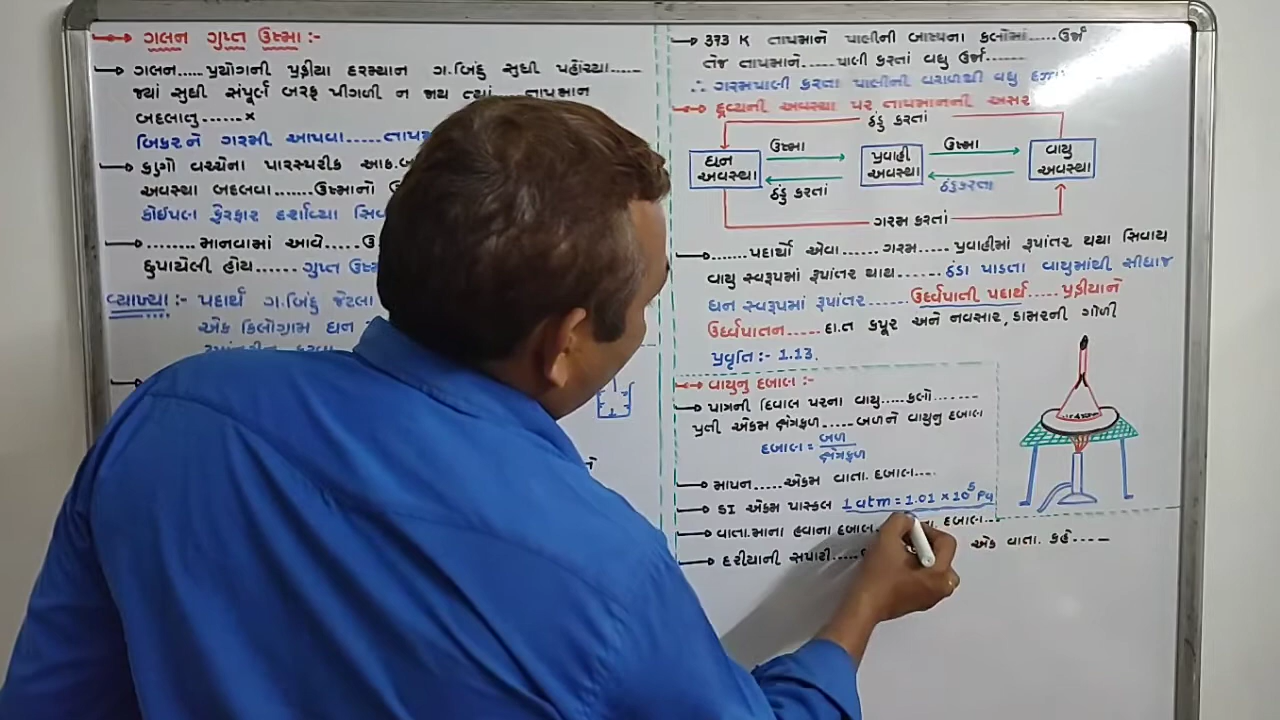 ગલન ગુપ્ત ઉષ્મા :-
ગલન.....પ્રયોગની પ્રક્રીયા દરમ્યાન ગ.બિંદુ સુધી પહોંચ્યા.....
જ્યાં સુધી સંપૂર્ણ બરફ પીગળી ન જાય ત્યાં.....તાપમાન
બદલાતુ......×
બિકરને ગરમી આપવા.....
કણો વચ્ચેના પારસ્પરીક
અવસ્થા બદલવા.......ઉષ્માનો
કોઈપણ ફેરફાર દર્શાવ્યા
........માનવામાં આવે.....
છુપાયેલી હોય...... ગુપ્ત
વ્યાખ્યા :- પદાર્થ ગ.બિંદુ જેટલા
એક કિલોગ્રામ ઘન
373 K તાપમાને પાણીની બાષ્પના કણોમાં.....ઉર્જા
તેજ તાપમાને.....પાણી કરતાં વધુ ઉર્જા......
∴ ગરમપાણી કરતા પાણીની વરાળથી વધુ
દ્રવ્યની અવસ્થા પર તાપમાનની અસર
ઠંડુ કરતાં
ઘન અવસ્થા
ઉષ્મા
ઠંડુ કરતાં
પ્રવાહી અવસ્થા
ઉષ્મા
ઠંડુકરતા
વાયુ અવસ્થા
ગરમ કરતાં
....... પદાર્થો એવા...... ગરમ..... પ્રવાહીમાં રૂપાંતર થયા સિવાય
વાયુ સ્વરૂપમાં રૂપાંતર થાય....... ઠંડા પાડતા વાયુમાંથી સીધાજ
ઘન સ્વરૂપમાં રૂપાંતર....... ઉર્ધ્વપાતી પદાર્થ..... પ્રક્રીયાને
ઉર્ધ્વપાતન..... દા.ત કપૂર અને નવસાર, ડામરની ગોળી
પ્રવૃતિ :- 1.13.
વાયુનુ દબાણ :-
પાત્રની દિવાલ પરના વાયુ.....કણો.......
પ્રતી એકમ ક્ષેત્રફળ.....બળને વાયુનુ દબાણ
દબાણ = બળ
ક્ષેત્રફળ
માપન.....એકમ વાતા. દબાણ....
SI એકમ પાસ્કલ 1 atm = 1.01 × 10⁵ Pa
વાતા.માના હવાના દબાણ.. દબાણ...
દરીયાની સપાટી..... એક વાતા. કહે....